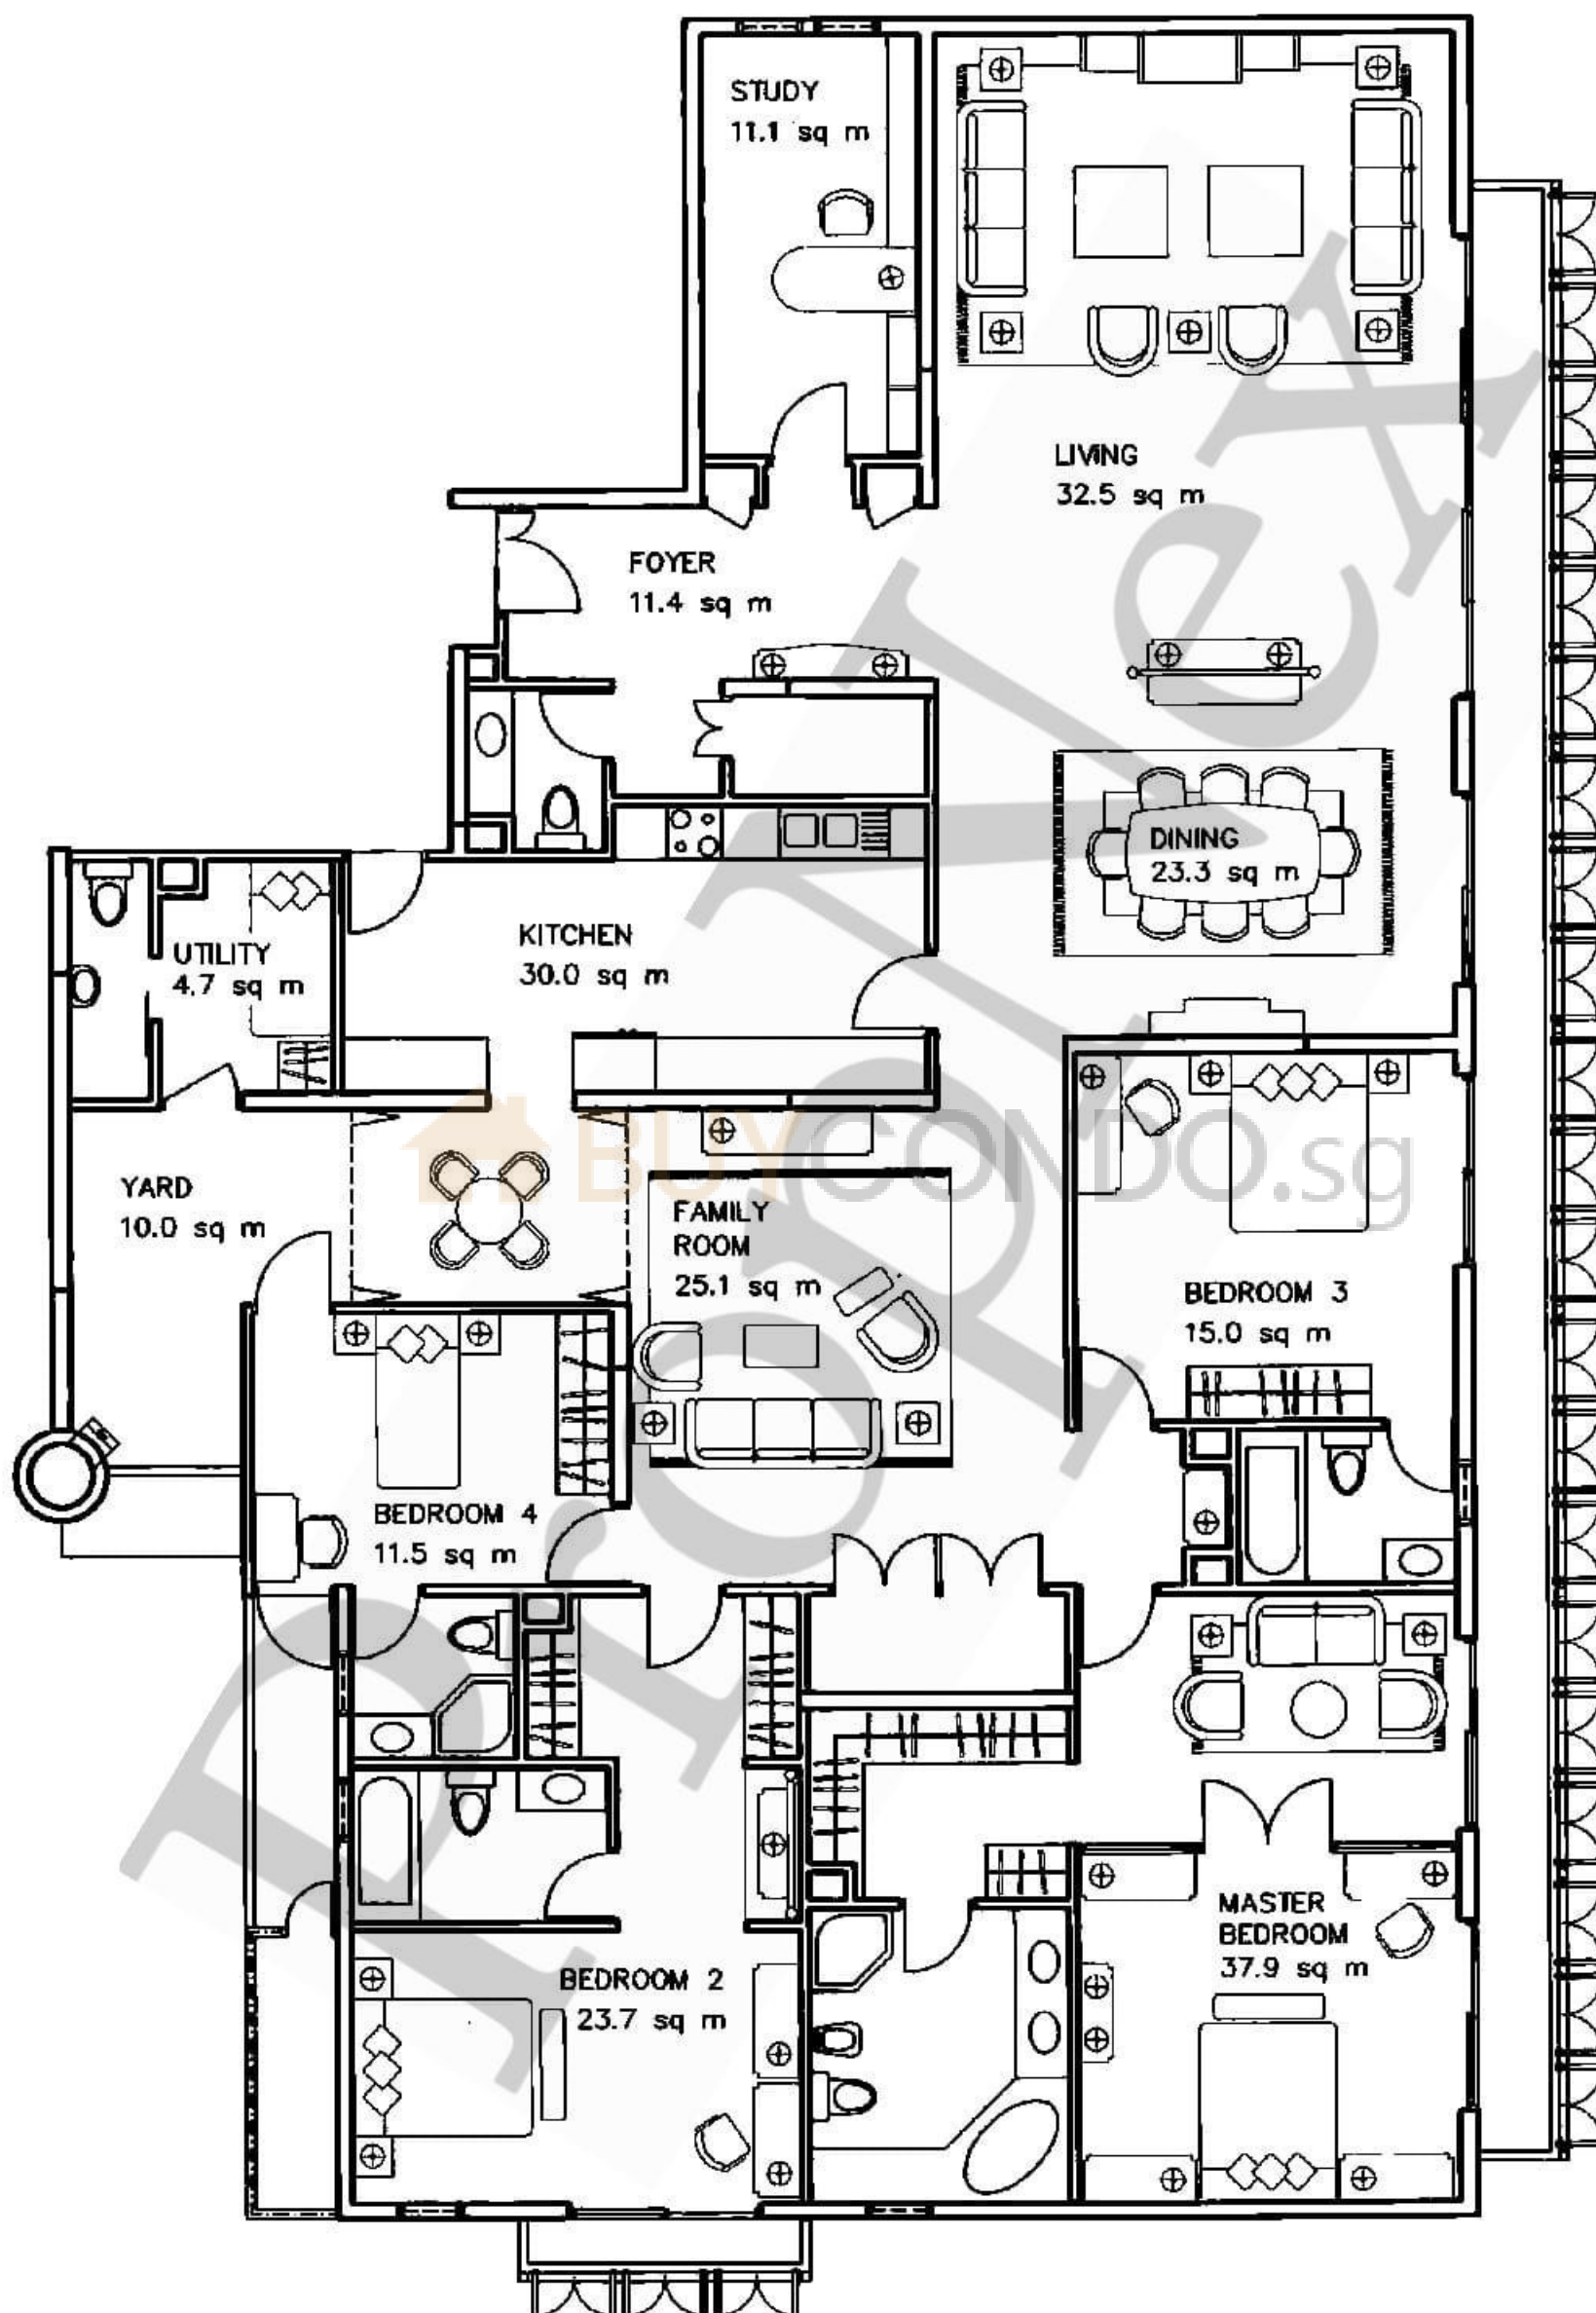 STUDY
11.1 sq m
LIVING
32.5 sq m
FOYER
11.4 sq m
DINING
23.3 sq m
KITCHEN
30.0 sq m
UTILITY
4.7 sq m
BUYCONDO.sg
YARD
10.0 sq m
FAMILY
ROOM
25.1 sq m
BEDROOM 3
15.0 sq m
BEDROOM 4
11.5 sq m
MASTER
BEDROOM
37.9 sq m
BEDROOM 2
23.7 sq m
PropNex